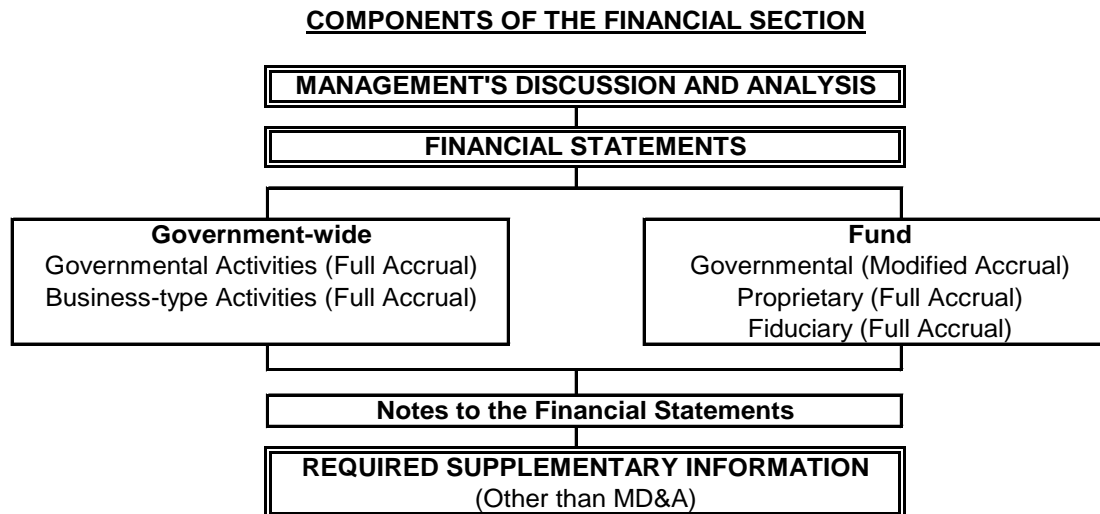 COMPONENTS OF THE FINANCIAL SECTION
MANAGEMENT'S DISCUSSION AND ANALYSIS
FINANCIAL STATEMENTS
Government-wide
Governmental Activities (Full Accrual)
Business-type Activities (Full Accrual)
Fund
Governmental (Modified Accrual)
Proprietary (Full Accrual)
Fiduciary (Full Accrual)
Notes to the Financial Statements
REQUIRED SUPPLEMENTARY INFORMATION
(Other than MD&A)